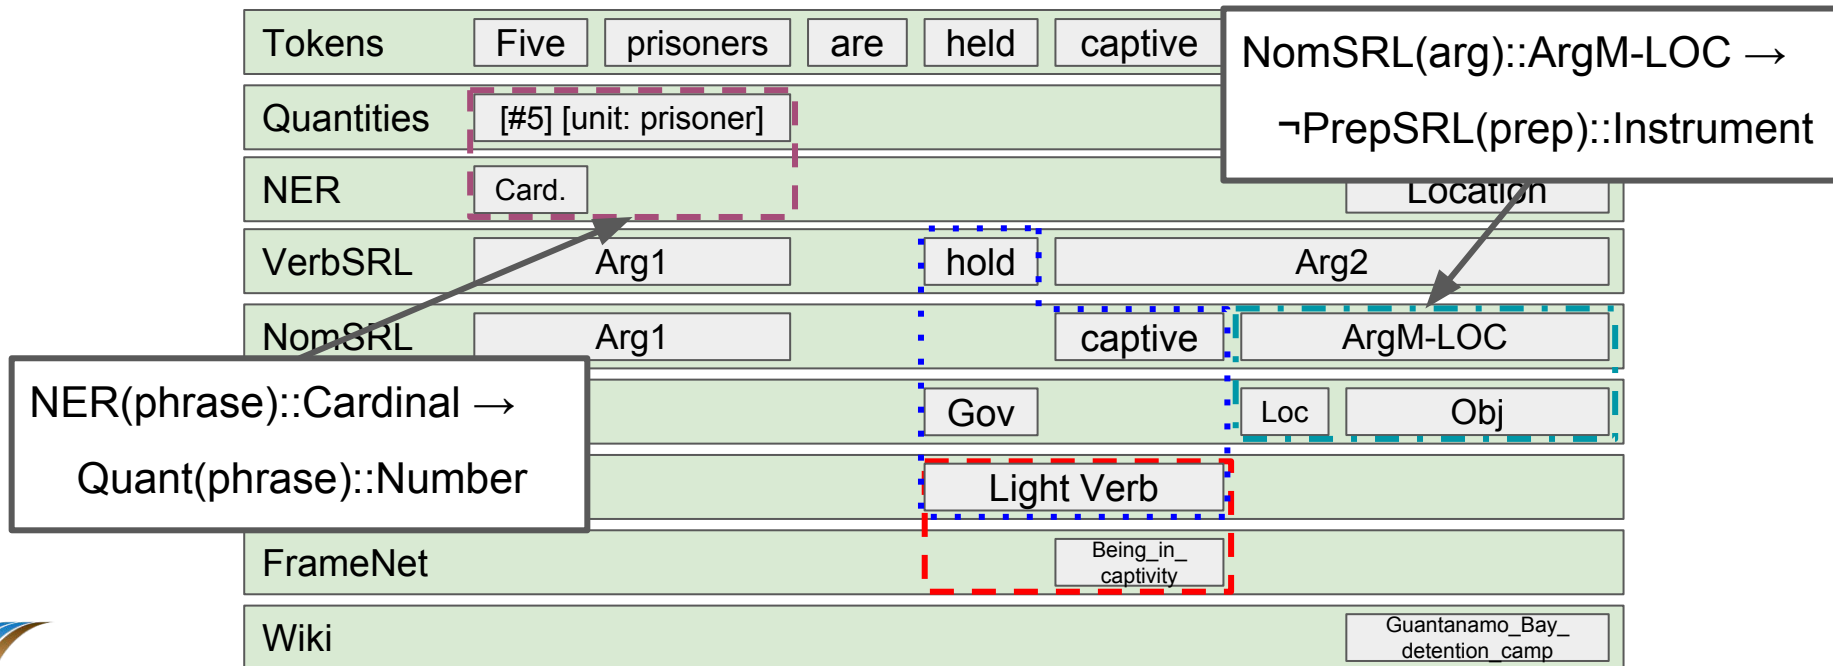 Tokens Five prisoners are held captive
NomSRL(arg)::ArgM-LOC →
¬PrepSRL(prep)::Instrument
Quantities [#5] [unit: prisoner]
NER Card. Location
VerbSRL Arg1 hold Arg2
NomSRL Arg1 captive ArgM-LOC
NER(phrase)::Cardinal →
Quant(phrase)::Number
Gov Loc Obj
Light Verb
FrameNet Being_in_
captivity
Wiki Guantanamo_Bay_
detention_camp